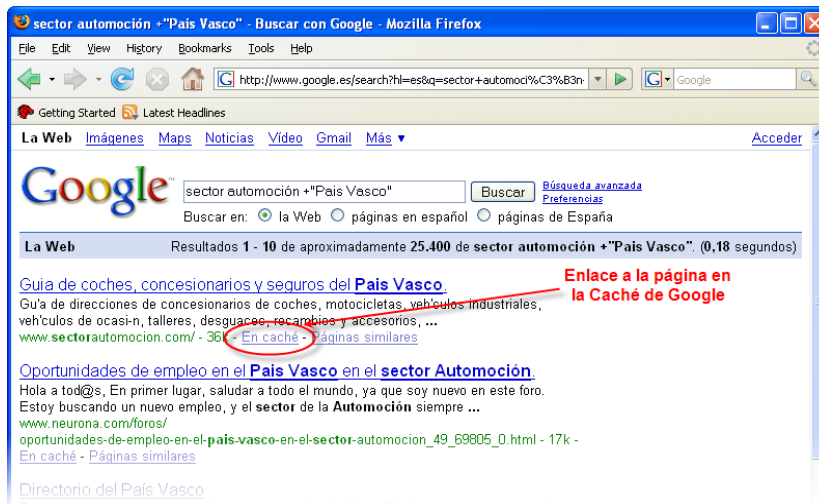 sector automoción +"Pais Vasco" - Buscar con Google - Mozilla Firefox
File Edit View History Bookmarks Tools Help
http://www.google.es/search?hl=es&q=sector+automoci%C3%B3n- Google
Getting Started Latest Headlines
La Web Imágenes Maps Noticias Vídeo Gmail Más ▼ Acceder
Google™ sector automoción +"Pais Vasco" Buscar Búsqueda avanzada
Preferencias
Buscar en: la Web páginas en español páginas de España
La Web Resultados 1 - 10 de aproximadamente 25.400 de sector automoción +"Pais Vasco". (0,18 segundos)
Enlace a la página en
la Caché de Google
Guia de coches, concesionarios y seguros del Pais Vasco.
Gu'a de direcciones de concesionarios de coches, motocicletas, veh'culos industriales,
veh'culos de ocasi-n, talleres, desguaces, recambios y accesorios, ...
www.sectorautomocion.com/ - 36k - En caché - Páginas similares
Oportunidades de empleo en el Pais Vasco en el sector Automoción.
Hola a tod@s, En primer lugar, saludar a todo el mundo, ya que soy nuevo en este foro.
Estoy buscando un nuevo empleo, y el sector de la Automoción siempre ...
www.neurona.com/foros/
oportunidades-de-empleo-en-el-pais-vasco-en-el-sector-automocion_49_69805_0.html - 17k -
En caché - Páginas similares
Directorio del País Vasco